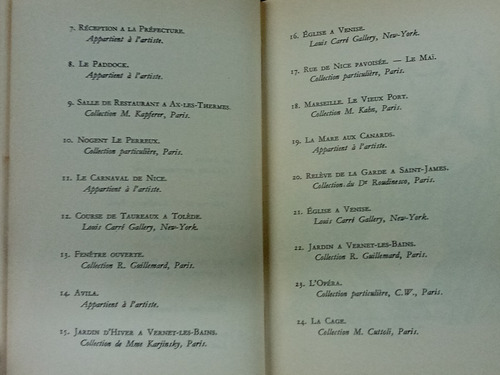 7. Réception a la Préfecture.
Appartient à l'artiste.
8. Le Paddock.
Appartient à l'artiste.
9. Salle de Restaurant a Ax-les-Thermes.
Collection M. Kapferer, Paris.
10. Nogent Le Perreux.
Collection particulière, Paris.
11. Le Carnaval de Nice.
Appartient à l'artiste.
12. Course de Taureaux a Tolède.
Louis Carré Gallery, New-York.
13. Fenêtre ouverte.
Collection R. Guillemard, Paris.
14. Avila.
Appartient à l'artiste.
15. Jardin d'Hiver a Vernet-les-Bains.
Collection de Mme Karjinsky, Paris.
16. Église a Venise.
Louis Carré Gallery, New-York.
17. Rue de Nice pavoisée. — Le Mai.
Collection particulière, Paris.
18. Marseille. Le Vieux Port.
Collection M. Kahn, Paris.
19. La Mare aux Canards.
Appartient à l'artiste.
20. Relève de la Garde a Saint-James.
Collection du Dr Roudinesco, Paris.
21. Église a Venise.
Louis Carré Gallery, New-York.
22. Jardin a Vernet-les-Bains.
Collection R. Guillemard, Paris.
23. L'Opéra.
Collection particulière, C.W., Paris.
24. La Cage.
Collection M. Cuttoli, Paris.